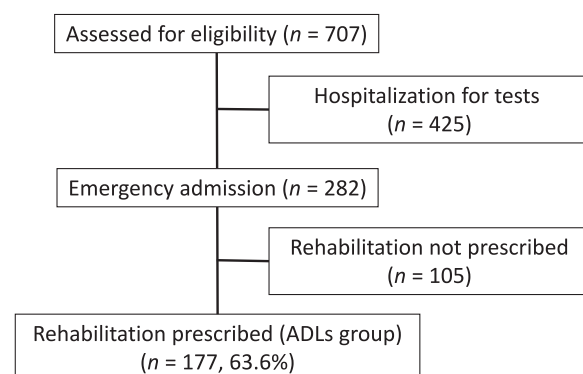 Assessed for eligibility (n = 707)
Hospitalization for tests
(n = 425)
Emergency admission (n = 282)
Rehabilitation not prescribed
(n = 105)
Rehabilitation prescribed (ADLs group)
(n = 177, 63.6%)